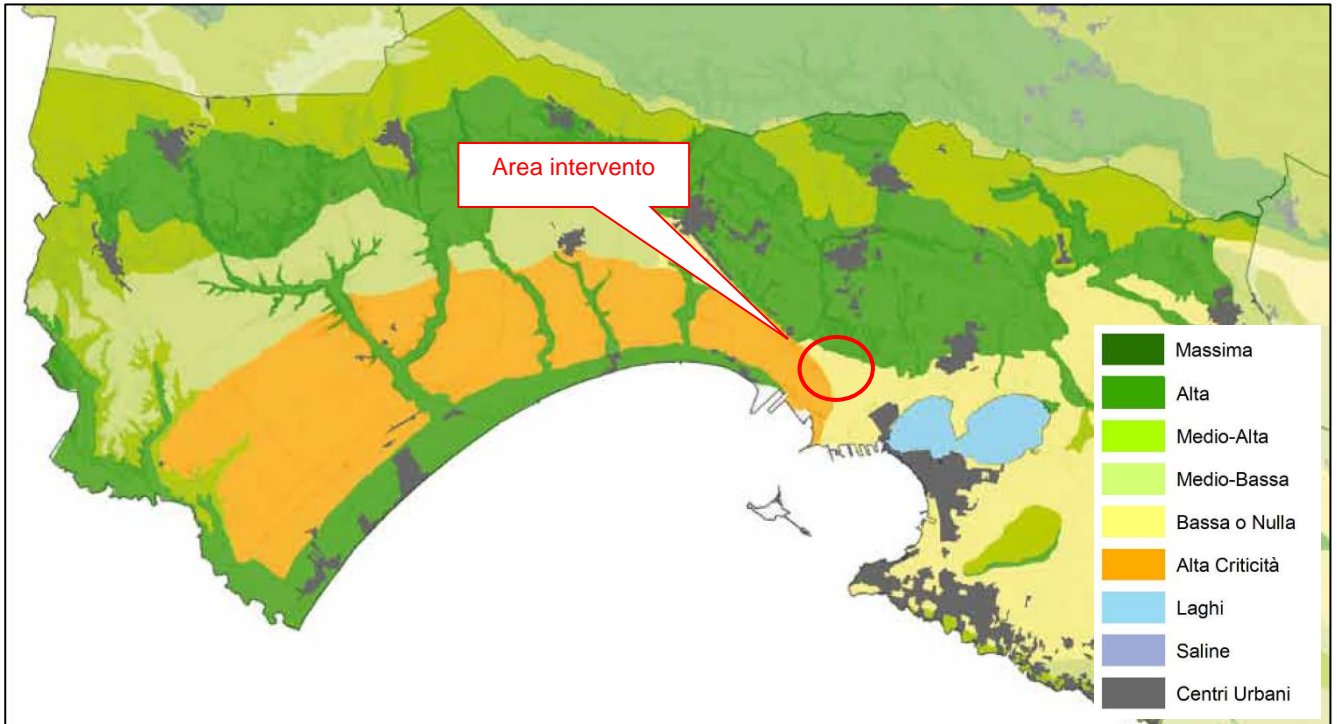 Area intervento
Massima
Alta
Medio-Alta
Medio-Bassa
Bassa o Nulla
Alta Criticità
Laghi
Saline
Centri Urbani